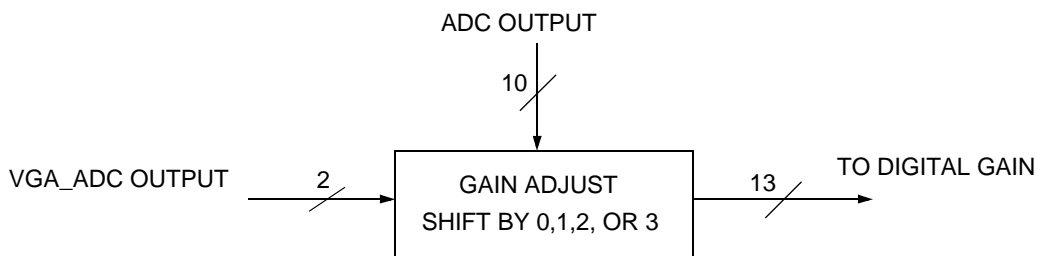 ADC OUTPUT
10
VGA_ADC OUTPUT
2
GAIN ADJUST
SHIFT BY 0,1,2, OR 3
13
TO DIGITAL GAIN